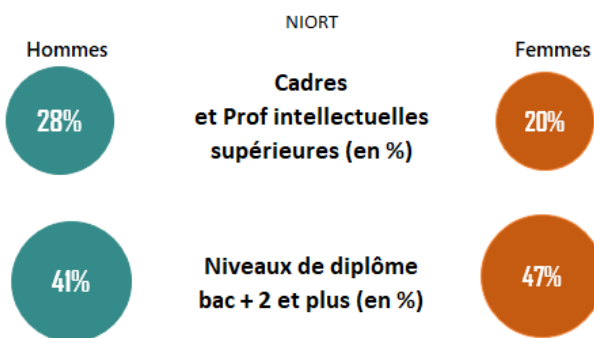 NIORT
Hommes
Femmes
Cadres
et Prof intellectuelles
supérieures (en %)
28%
20%
Niveaux de diplôme
bac + 2 et plus (en %)
41%
47%